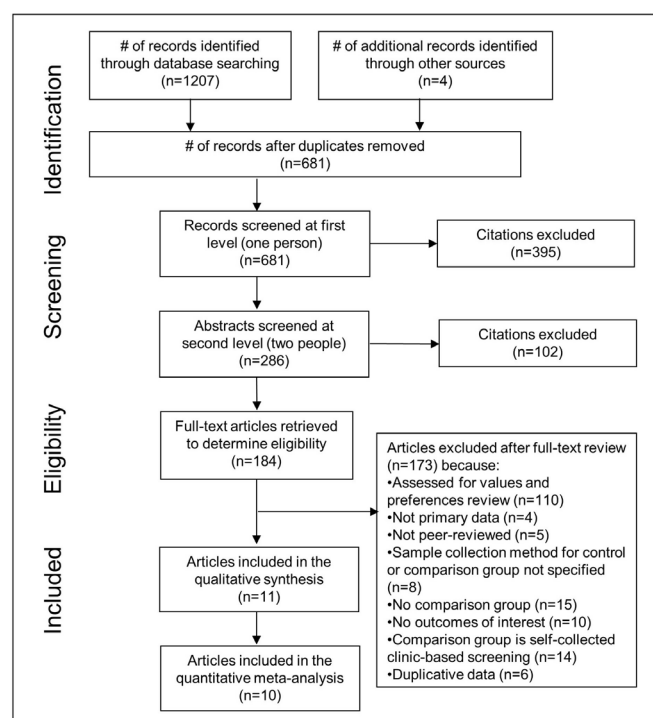 Identification
# of records identified
through database searching
(n=1207)
# of additional records identified
through other sources
(n=4)
# of records after duplicates removed
(n=681)
Screening
Records screened at first
level (one person)
(n=681)
Citations excluded
(n=395)
Abstracts screened at
second level (two people)
(n=286)
Citations excluded
(n=102)
Eligibility
Full-text articles retrieved
to determine eligibility
(n=184)
Articles excluded after full-text review
(n=173) because:
•Assessed for values and
preferences review (n=110)
•Not primary data (n=4)
•Not peer-reviewed (n=5)
•Sample collection method for control
or comparison group not specified
(n=8)
•No comparison group (n=15)
•No outcomes of interest (n=10)
•Comparison group is self-collected
clinic-based screening (n=14)
•Duplicative data (n=6)
Included
Articles included in the
qualitative synthesis
(n=11)
Articles included in the
quantitative meta-analysis
(n=10)